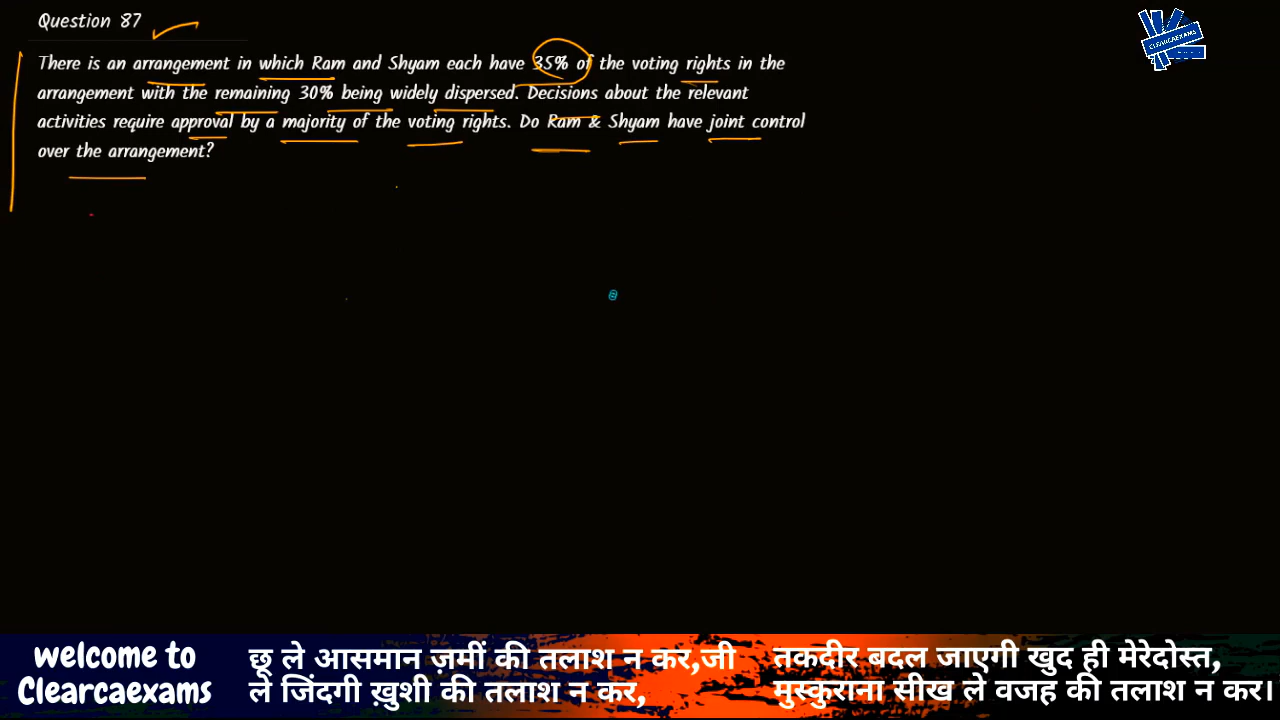 Question 87
There is an arrangement in which Ram and Shyam each have 35% of the voting rights in the
arrangement with the remaining 30% being widely dispersed. Decisions about the relevant
activities require approval by a majority of the voting rights. Do Ram & Shyam have joint control
over the arrangement?
CLEARCAEXAMS
welcome to
Clearcaexams
छू ले आसमान ज़मीं की तलाश न कर,जी
ले जिंदगी ख़ुशी की तलाश न कर,
तकदीर बदल जाएगी खुद ही मेरेदोस्त,
मुस्कुराना सीख ले वजह की तलाश न कर।